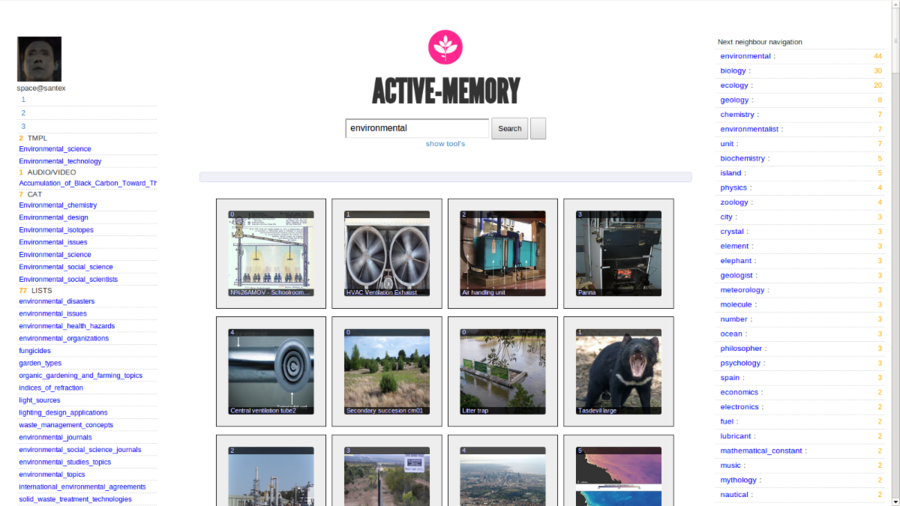 space@santex
1
2
3
2 TMPL
Environmental_science
Environmental_technology
1 AUDIO/VIDEO
Accumulation_of_Black_Carbon_Toward_Th
7 CAT
Environmental_chemistry
Environmental_design
Environmental_isotopes
Environmental_issues
Environmental_science
Environmental_social_science
Environmental_social_scientists
77 LISTS
environmental_disasters
environmental_issues
environmental_health_hazards
environmental_organizations
fungicides
garden_types
organic_gardening_and_farming_topics
indices_of_refraction
light_sources
lighting_design_applications
waste_management_concepts
environmental_journals
environmental_social_science_journals
environmental_studies_topics
environmental_topics
international_environmental_agreements
solid_waste_treatment_technologies
ACTIVE-MEMORY
environmental Search
show tool's
0
N%26AMOV - Schoolroom...
1
HVAC Ventilation Exhaust
2
Air handling unit
3
Parina
4
Central ventilation tube2
0
Secondary succesion cm01
0
Litter trap
1
Tasdevil large
2
3
4
5
Next neighbour navigation
environmental : 44
biology : 30
ecology : 20
geology : 8
chemistry : 7
environmentalist : 7
unit : 7
biochemistry : 5
island : 5
physics : 4
zoology : 4
city : 3
crystal : 3
element : 3
elephant : 3
geologist : 3
meteorology : 3
molecule : 3
number : 3
ocean : 3
philosopher : 3
psychology : 3
spain : 3
economics : 2
electronics : 2
fuel : 2
lubricant : 2
mathematical_constant : 2
music : 2
mythology : 2
nautical : 2